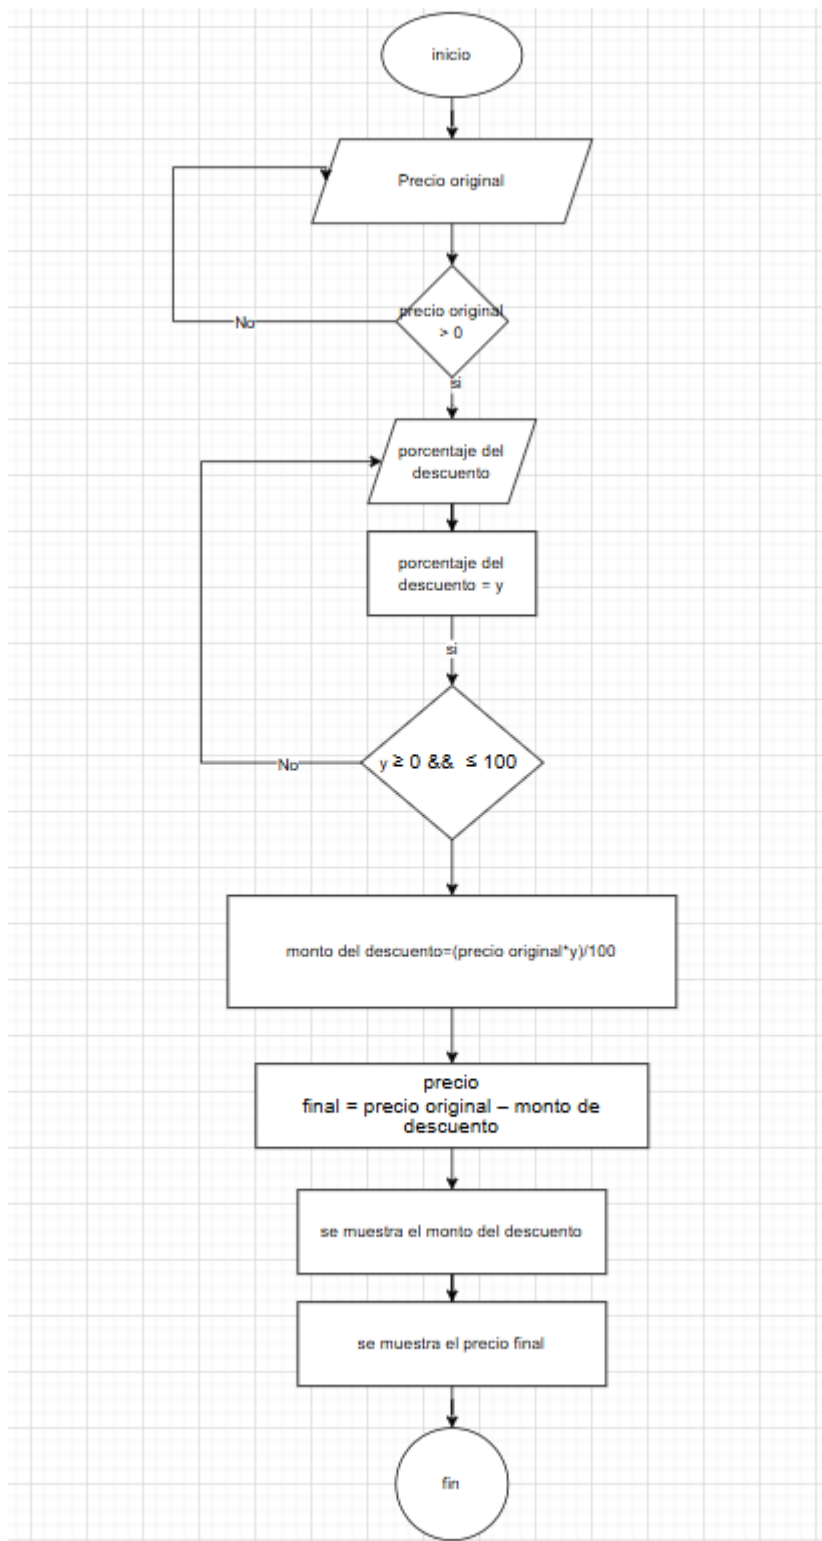 inicio
Precio original
precio original
> 0
No
si
porcentaje del
descuento
porcentaje del
descuento = y
si
y ≥ 0 && ≤ 100
No
monto del descuento=(precio original*y)/100
precio
final = precio original – monto de
descuento
se muestra el monto del descuento
se muestra el precio final
fin